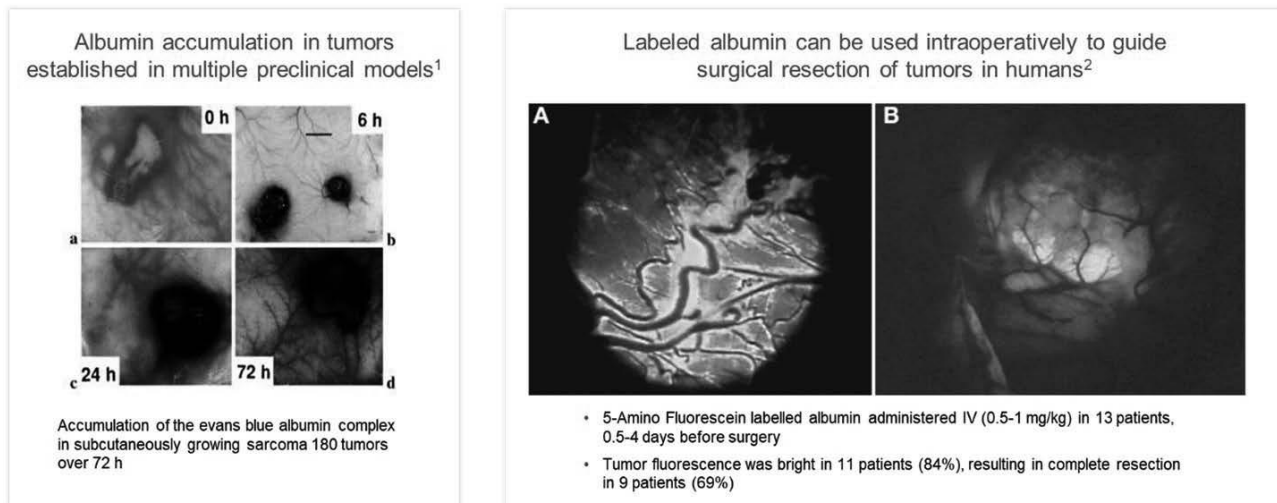 Albumin accumulation in tumors
established in multiple preclinical models¹
0 h
6 h
a
b
24 h
72 h
c
d
Accumulation of the evans blue albumin complex
in subcutaneously growing sarcoma 180 tumors
over 72 h
Labeled albumin can be used intraoperatively to guide
surgical resection of tumors in humans²
A
B
• 5-Amino Fluorescein labelled albumin administered IV (0.5-1 mg/kg) in 13 patients,
0.5-4 days before surgery
• Tumor fluorescence was bright in 11 patients (84%), resulting in complete resection
in 9 patients (69%)